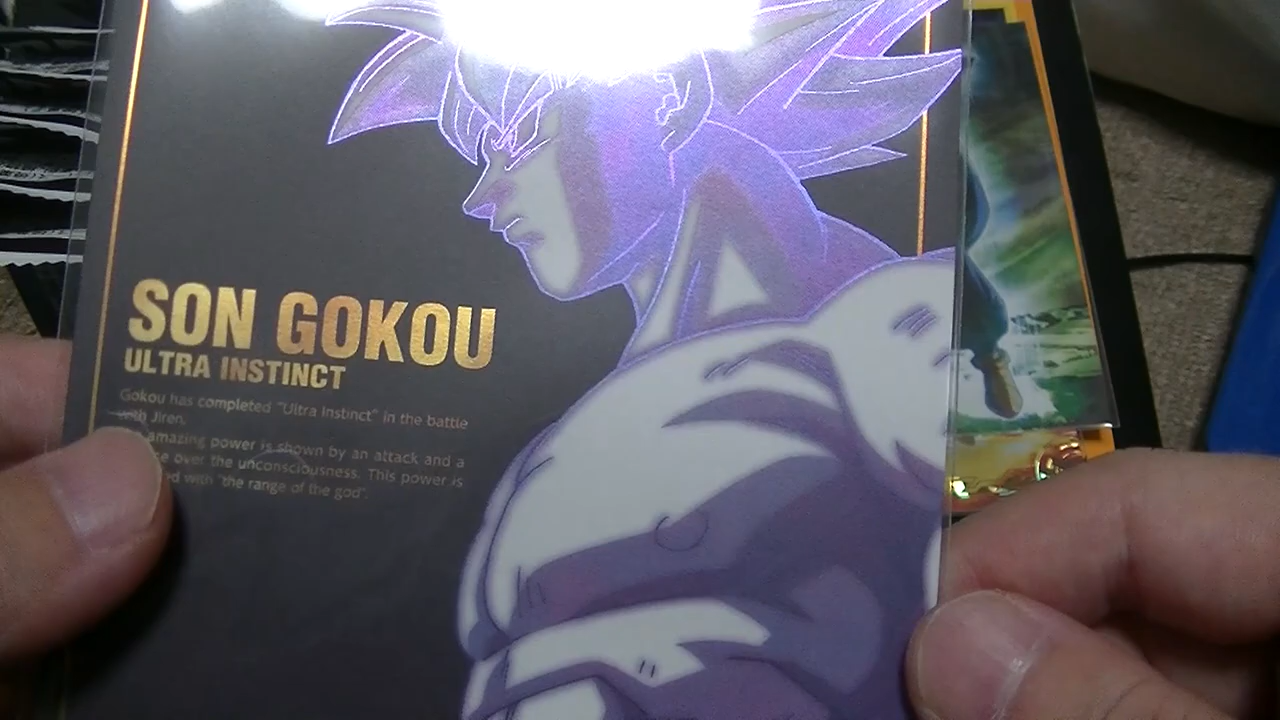 SON GOKOU
ULTRA INSTINCT
Gokou has completed "Ultra Instinct" in the battle
with Jiren.
amazing power is shown by an attack and a
over the unconsciousness. This power is
with "the range of the god".